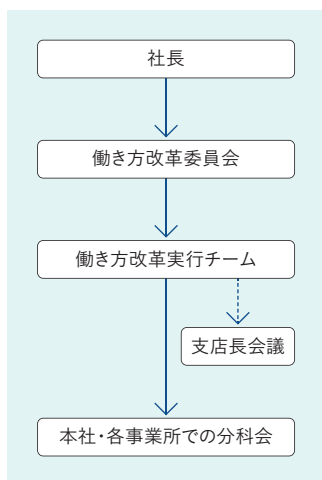 社長
働き方改革委員会
働き方改革実行チーム
支店長会議
本社・各事業所での分科会